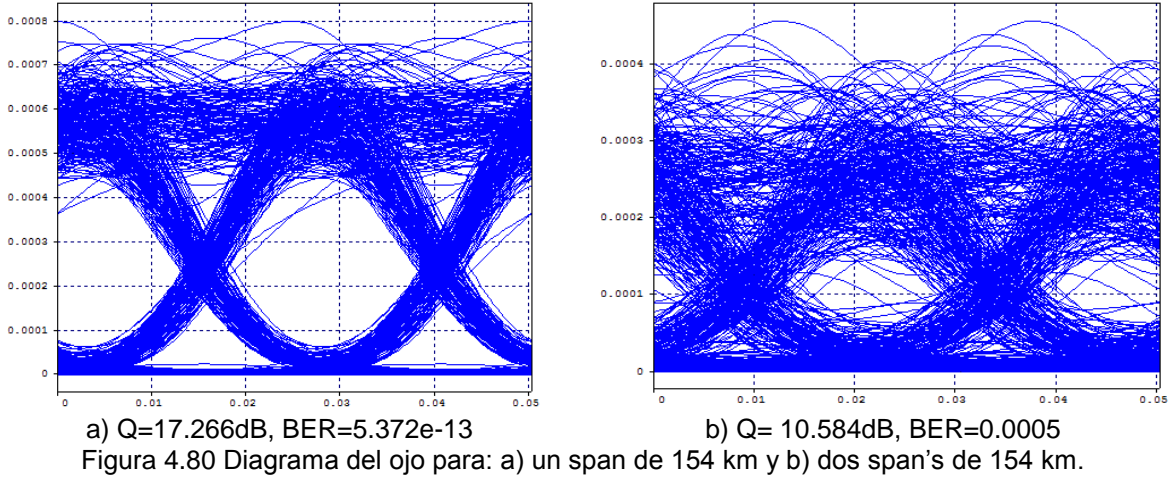 0.0008
0.0007
0.0006
0.0005
0.0004
0.0003
0.0002
0.0001
0
0 0.01 0.02 0.03 0.04 0.05
0.0004
0.0003
0.0002
0.0001
0
0 0.01 0.02 0.03 0.04 0.05
a) Q=17.266dB, BER=5.372e-13
b) Q= 10.584dB, BER=0.0005
Figura 4.80 Diagrama del ojo para: a) un span de 154 km y b) dos span's de 154 km.